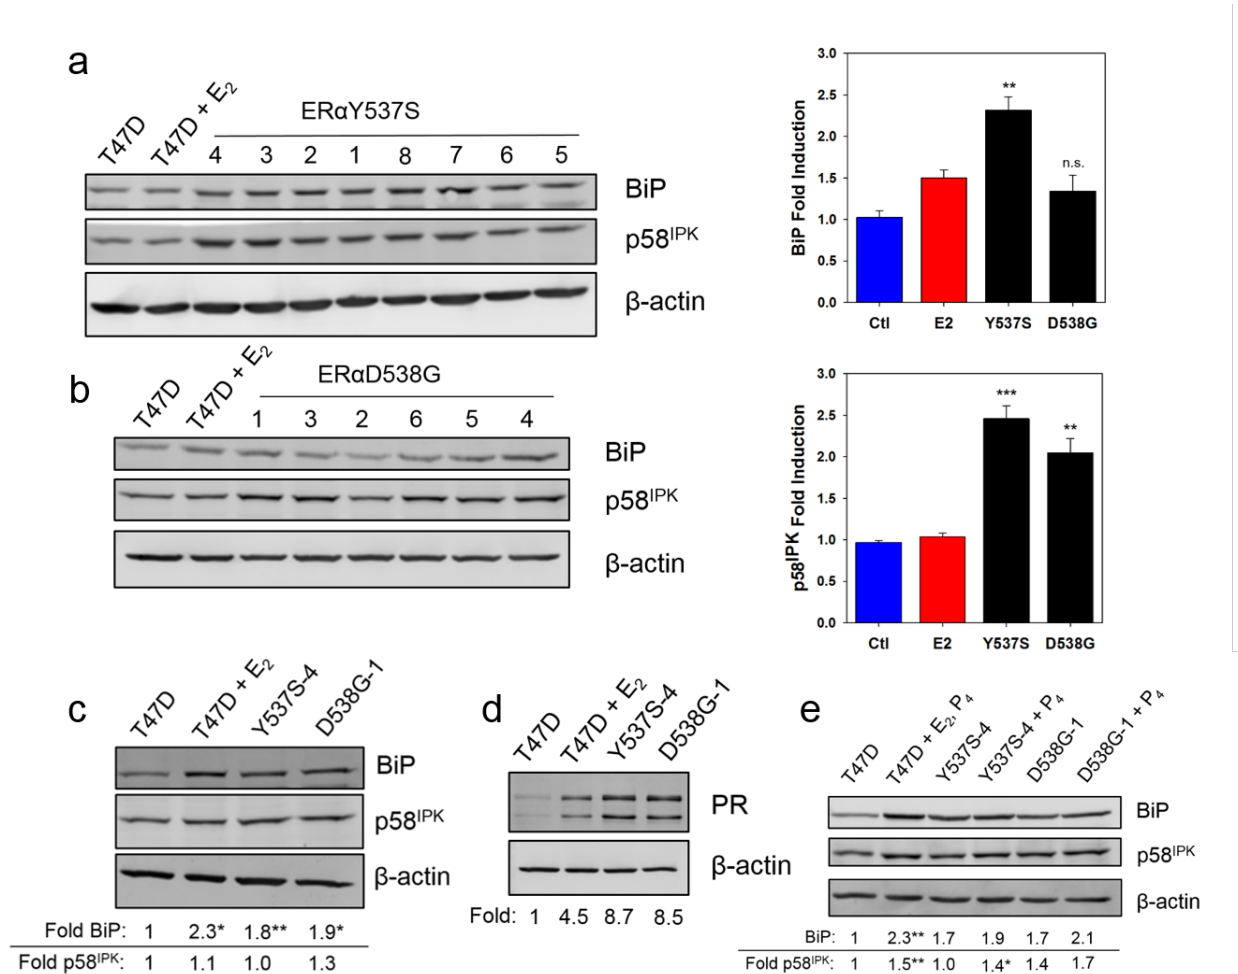 a
T47D
T47D + E2
ERαY537S
4 3 2 1 8 7 6 5
BiP
p58IPK
β-actin
BiP Fold Induction
3.0
2.5
2.0
1.5
1.0
0.5
0.0
**
n.s.
Ctl E2 Y537S D538G
b
T47D
T47D + E2
ERαD538G
1 3 2 6 5 4
BiP
p58IPK
β-actin
p58IPK Fold Induction
3.0
2.5
2.0
1.5
1.0
0.5
0.0
***
**
Ctl E2 Y537S D538G
c
T47D
T47D + E2
Y537S-4
D538G-1
BiP
p58IPK
β-actin
Fold BiP: 1 2.3* 1.8** 1.9*
Fold p58IPK: 1 1.1 1.0 1.3
d
T47D
T47D + E2
Y537S-4
D538G-1
PR
β-actin
Fold: 1 4.5 8.7 8.5
e
T47D
T47D + E2, P4
Y537S-4
Y537S-4 + P4
D538G-1
D538G-1 + P4
BiP
p58IPK
β-actin
BiP: 1 2.3** 1.7 1.9 1.7 2.1
Fold p58IPK: 1 1.5** 1.0 1.4* 1.4 1.7